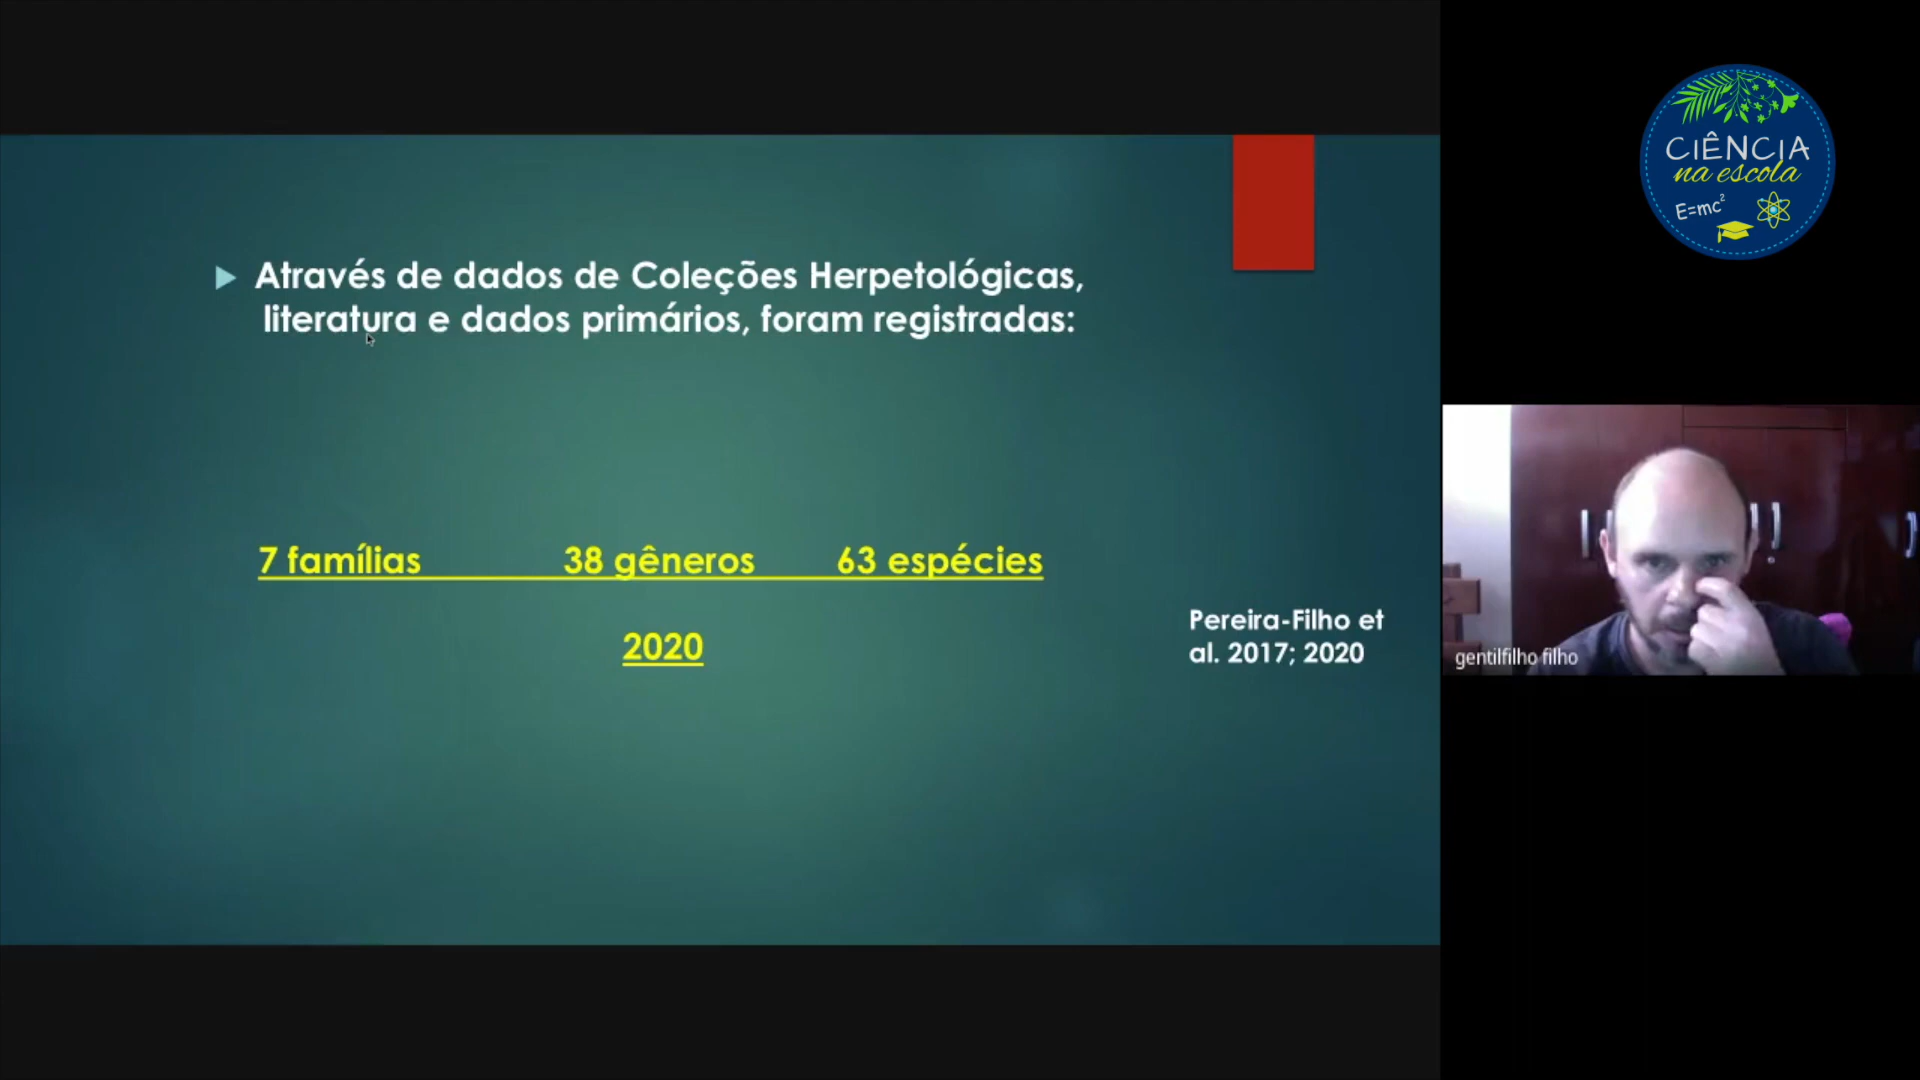 Através de dados de Coleções Herpetológicas,
literatura e dados primários, foram registradas:
7 famílias 38 gêneros 63 espécies
2020
Pereira-Filho et
al. 2017; 2020
CIÊNCIA
na escola
E=mc²
gentilfilho filho